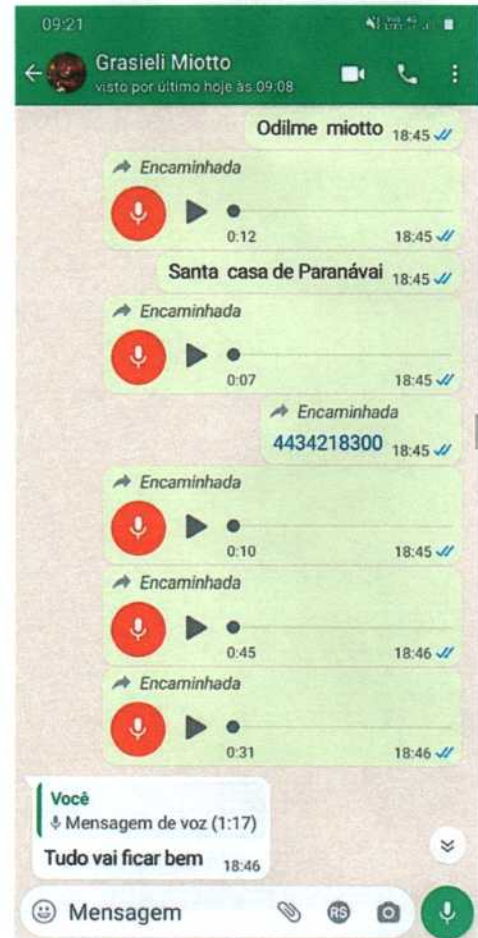 09:21
Grasieli Miotto
visto por último hoje às 09:08
Odilme miotto 18:45
Encaminhada
0:12 18:45
Santa casa de Paranávai 18:45
Encaminhada
0:07 18:45
Encaminhada
4434218300 18:45
Encaminhada
0:10 18:45
Encaminhada
0:45 18:46
Encaminhada
0:31 18:46
Você
Mensagem de voz (1:17)
Tudo vai ficar bem 18:46
Mensagem RS